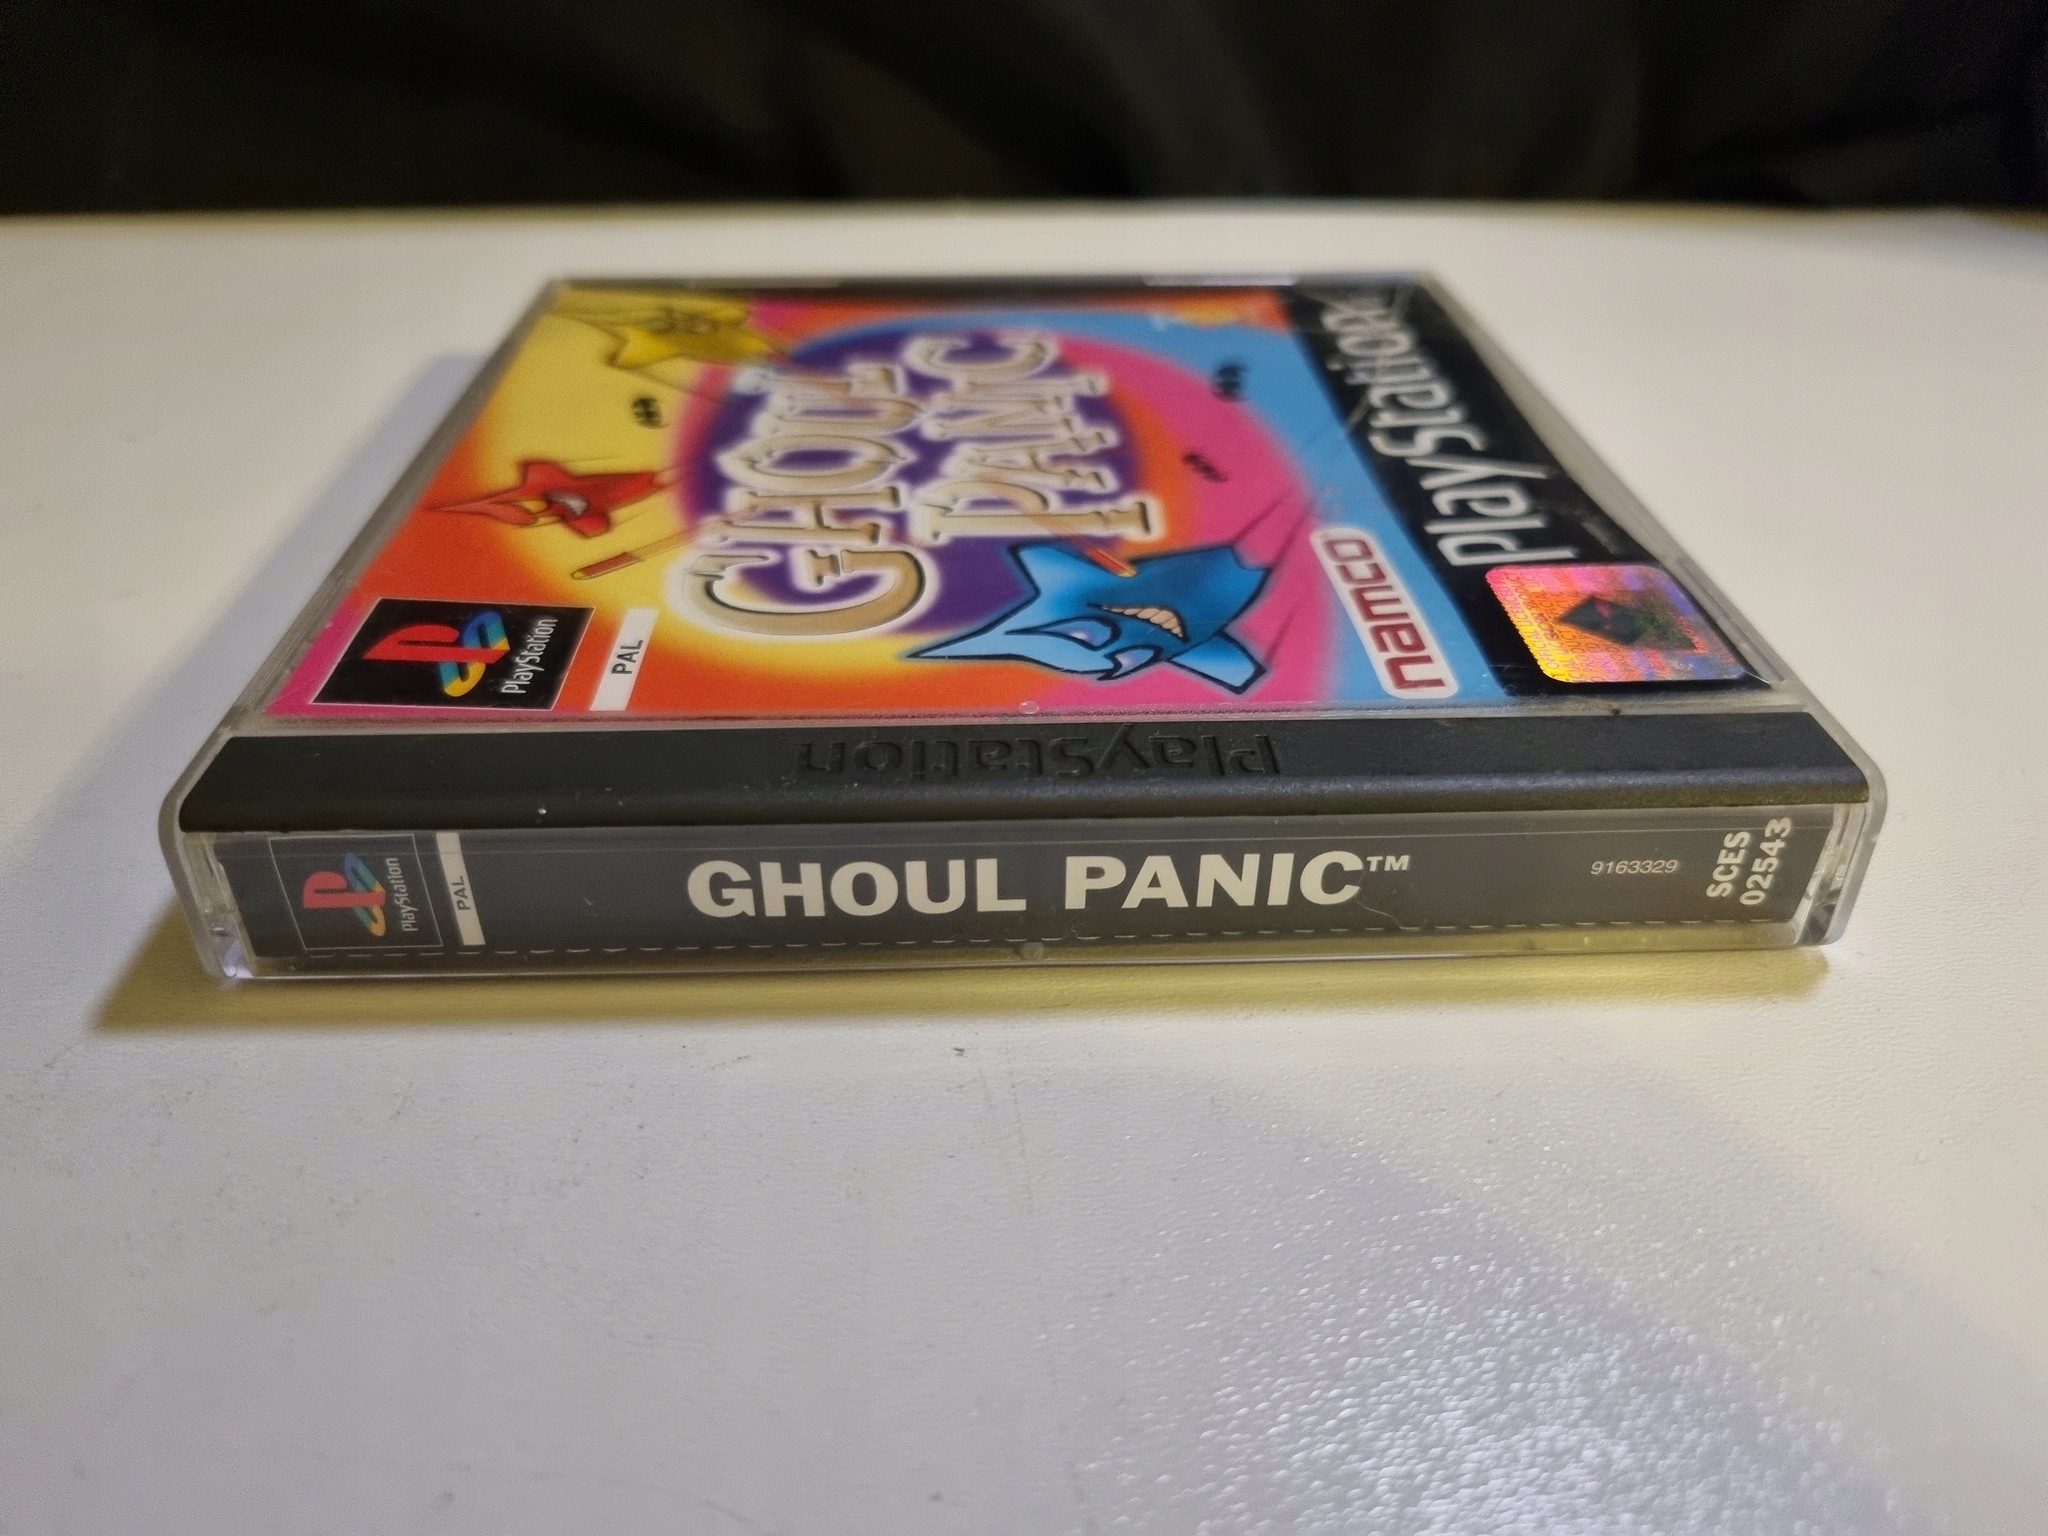 GHOUL
PANIC
PlayStation
namco
PlayStation
PAL
PlayStation
PlayStation
PAL
GHOUL PANIC™
9163329
SCES
02543